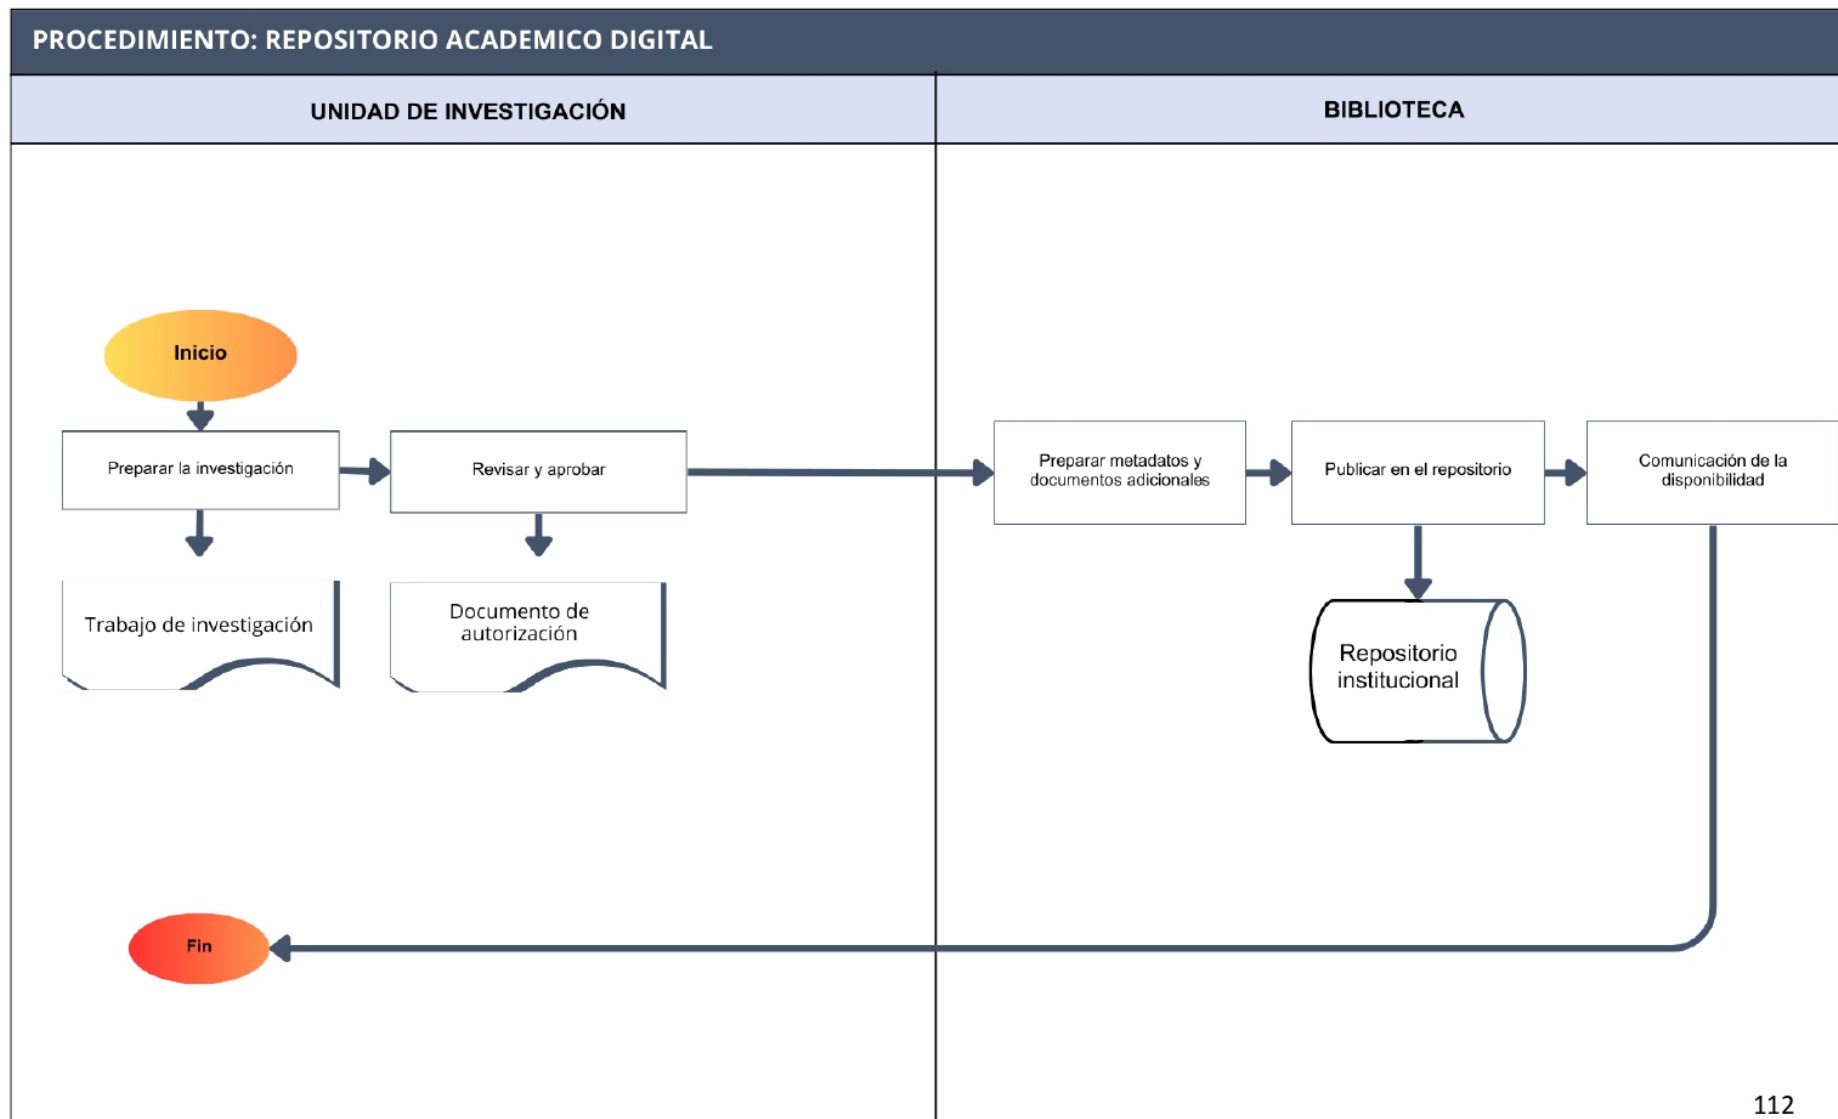 PROCEDIMIENTO: REPOSITORIO ACADEMICO DIGITAL
UNIDAD DE INVESTIGACIÓN
BIBLIOTECA
Inicio
Preparar la investigación
Revisar y aprobar
Preparar metadatos y
documentos adicionales
Publicar en el repositorio
Comunicación de la
disponibilidad
Trabajo de investigación
Documento de
autorización
Repositorio
institucional
Fin
112